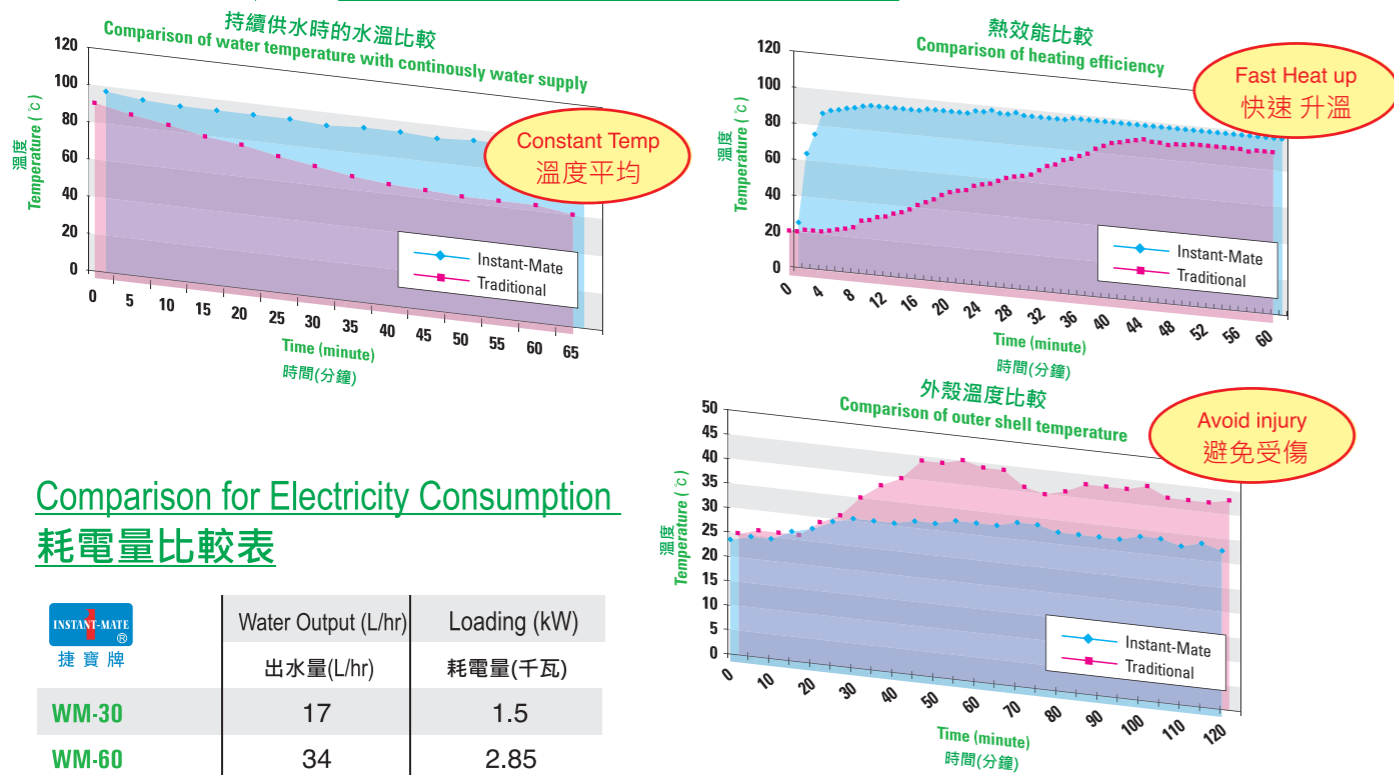 持續供水時的水溫比較
Comparison of water temperature with continously water supply
120
100
80
60
40
20
0
溫度
Temperature ( ℃ )
0 5 10 15 20 25 30 35 40 45 50 55 60 65
Time (minute)
時間(分鐘)
Constant Temp
溫度平均
Instant-Mate
Traditional
熱效能比較
Comparison of heating efficiency
120
100
80
60
40
20
0
溫度
Temperature ( ℃ )
0 4 8 12 16 20 24 28 32 36 40 44 48 52 56 60
Time (minute)
時間(分鐘)
Fast Heat up
快速 升溫
Instant-Mate
Traditional
外殼溫度比較
Comparison of outer shell temperature
50
45
40
35
30
25
20
15
10
5
0
溫度
Temperature ( ℃ )
0 10 20 30 40 50 60 70 80 90 100 110 120
Time (minute)
時間(分鐘)
Avoid injury
避免受傷
Instant-Mate
Traditional
Comparison for Electricity Consumption
耗電量比較表
INSTANT-MATE
®
捷寶牌
Water Output (L/hr) Loading (kW)
出水量(L/hr) 耗電量(千瓦)
WM-30 17 1.5
WM-60 34 2.85